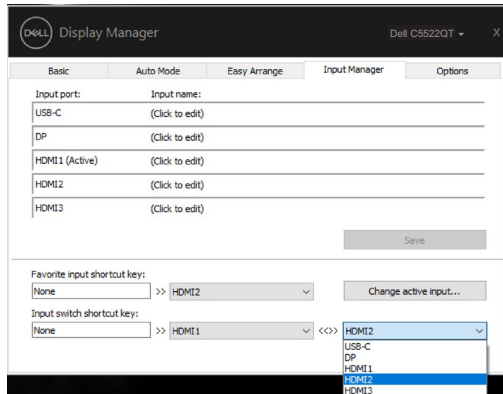 DELL Display Manager Dell C5522QT X
Basic Auto Mode Easy Arrange Input Manager Options
Input port: Input name:
USB-C (Click to edit)
DP (Click to edit)
HDMI1 (Active) (Click to edit)
HDMI2 (Click to edit)
HDMI3 (Click to edit)
Save
Favorite input shortcut key:
None >> HDMI2 Change active input...
Input switch shortcut key:
None >> HDMI1 <<>> HDMI2
USB-C
DP
HDMI1
HDMI2
HDMI3